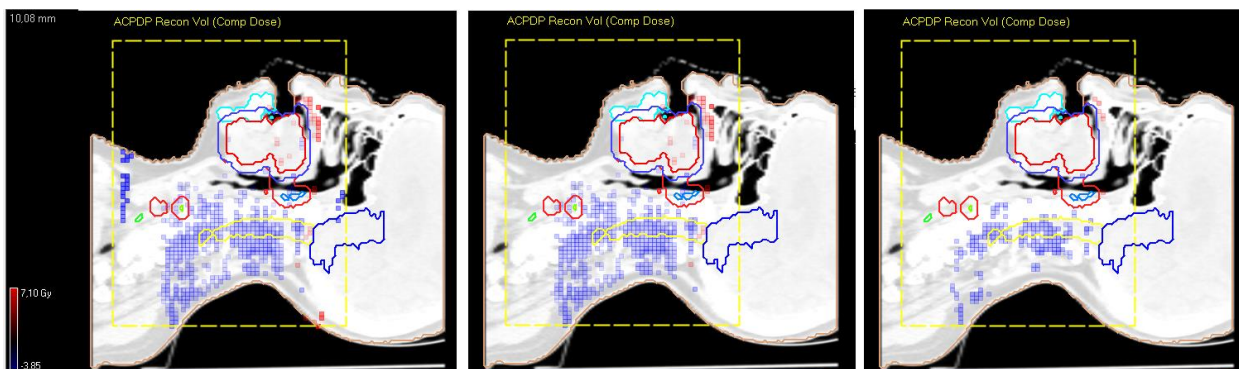 10,08 mm
ACPDP Recon Vol (Comp Dose)
ACPDP Recon Vol (Comp Dose)
ACPDP Recon Vol (Comp Dose)
7,10 Gy
-3.85